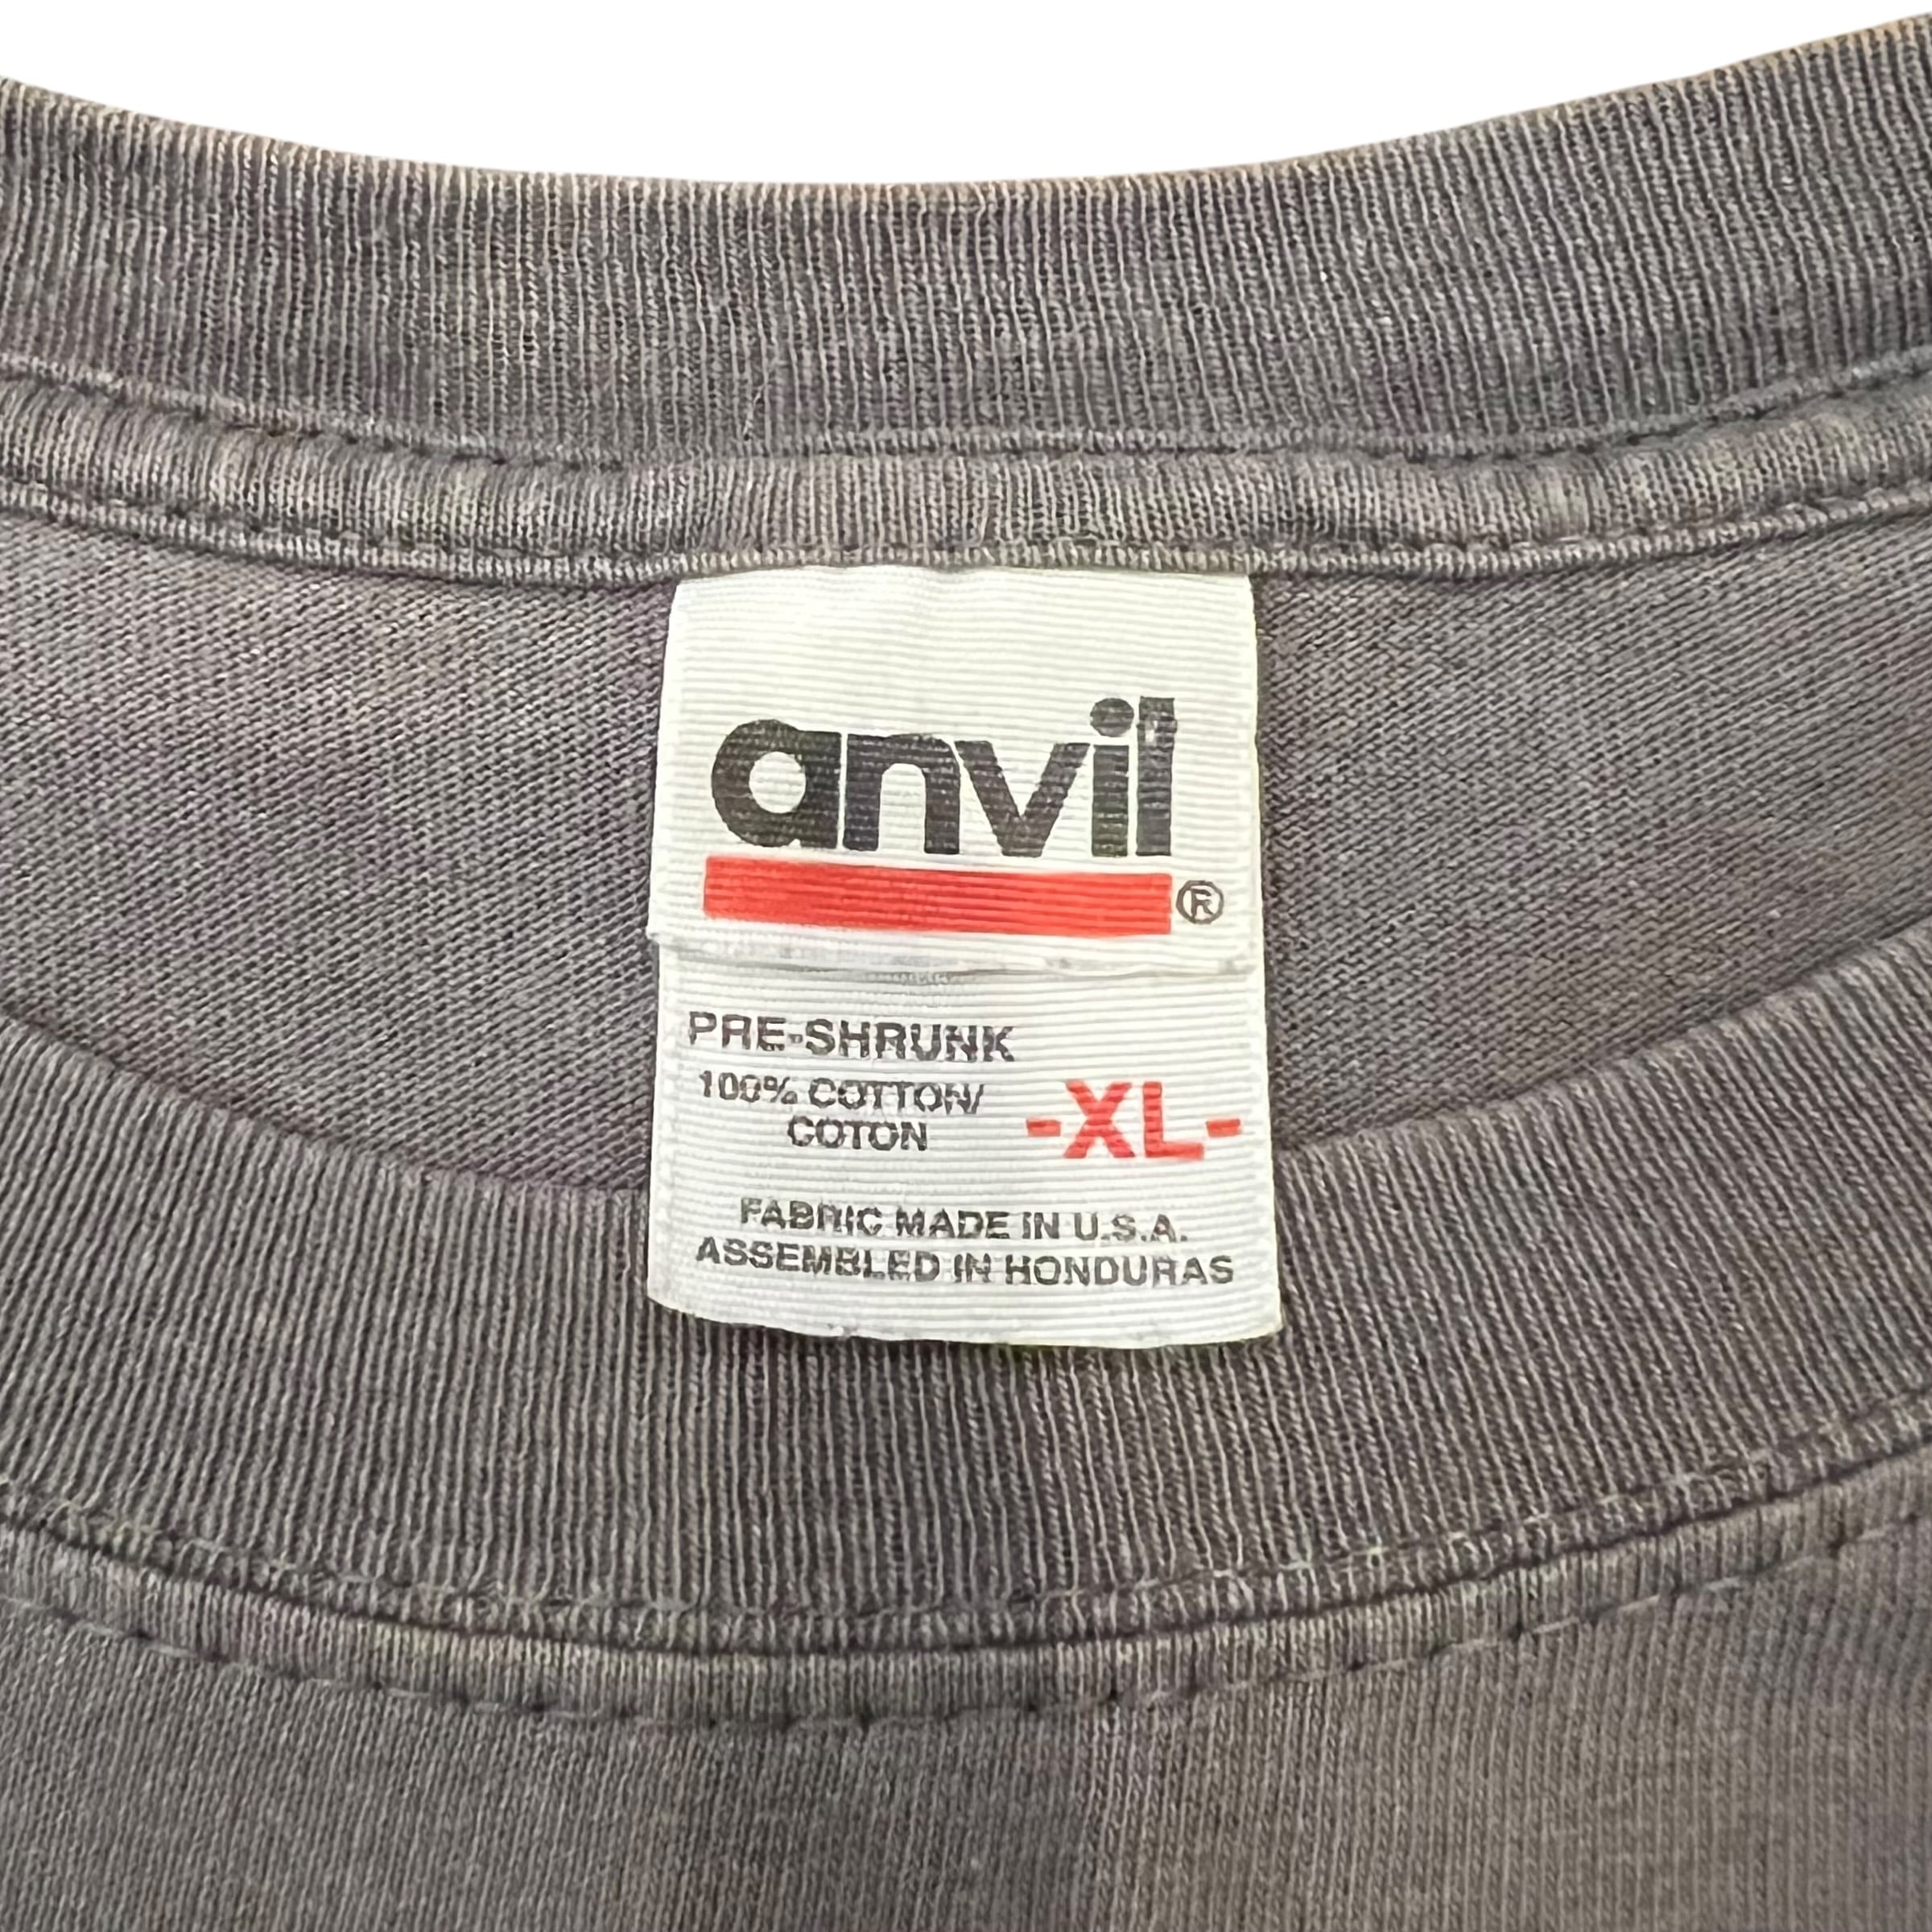 anvil
®
PRE-SHRUNK
100% COTTON/
COTON
-XL-
FABRIC MADE IN U.S.A.
ASSEMBLED IN HONDURAS